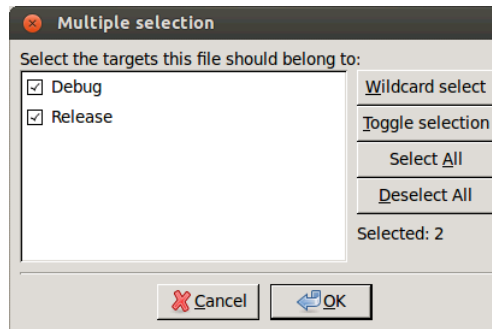 Multiple selection
Select the targets this file should belong to:
Debug
Release
Wildcard select
Toggle selection
Select All
Deselect All
Selected: 2
Cancel
OK